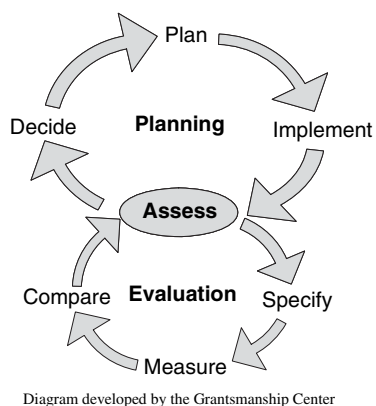 Plan
Decide
Planning
Implement
Assess
Compare
Evaluation
Specify
Measure
Diagram developed by the Grantsmanship Center